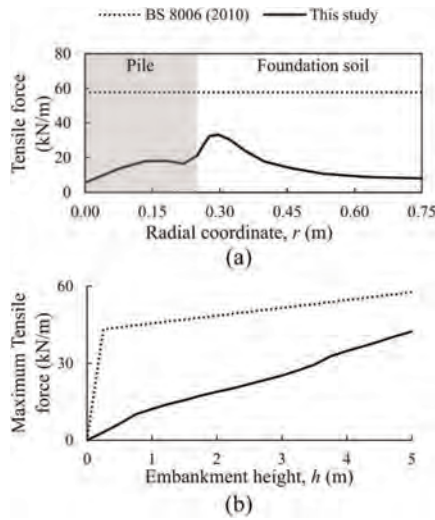 BS 8006 (2010) This study
Pile Foundation soil
Tensile force
(kN/m)
80
60
40
20
0
0.00 0.15 0.30 0.45 0.60 0.75
Radial coordinate, r (m)
(a)
Maximum Tensile
force (kN/m)
60
30
0
0 1 2 3 4 5
Embankment height, h (m)
(b)